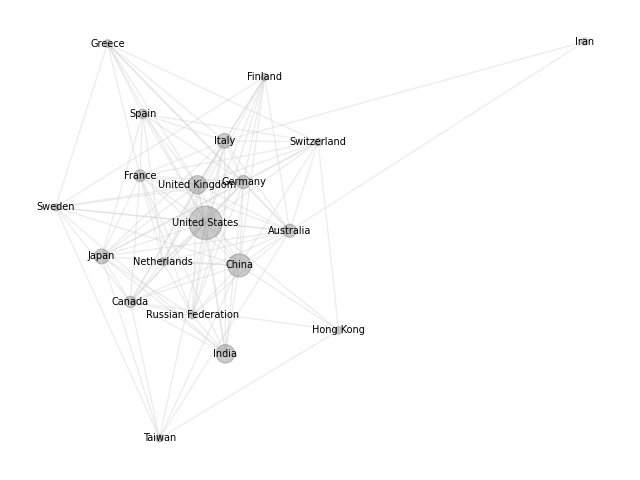 Iran
Greece
Finland
Spain
Italy
Switzerland
France
United Kingdom
Germany
Sweden
United States
Australia
Japan
Netherlands
China
Canada
Russian Federation
Hong Kong
India
Taiwan